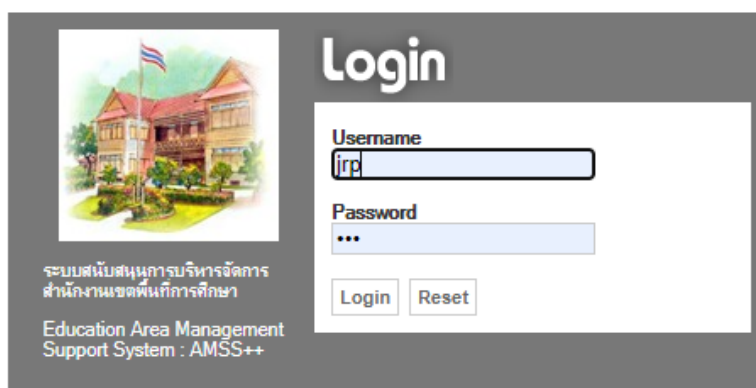 Login
Username
jrp
Password
•••
Login
Reset
ระบบสนับสนุนการบริหารจัดการ
สำนักงานเขตพื้นที่การศึกษา
Education Area Management
Support System : AMSS++